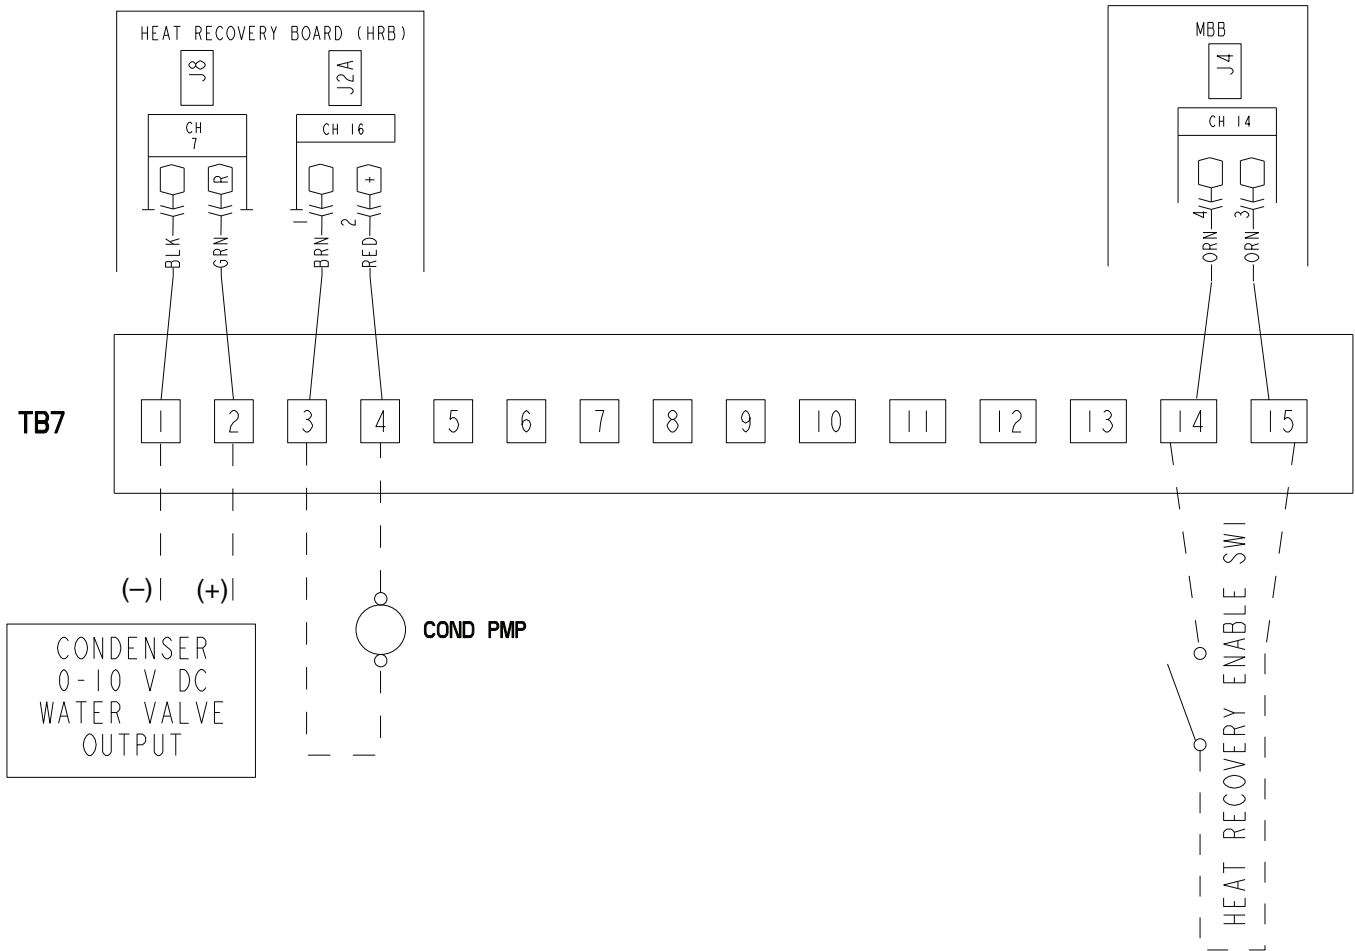 HEAT RECOVERY BOARD (HRB)
MBB
J8
J2A
J4
CH
7
CH 16
CH 14
R
+
1
2
4
3
BLK
GRN
BRN
RED
ORN
ORN
TB7
1
2
3
4
5
6
7
8
9
10
11
12
13
14
15
(–)
(+)
CONDENSER
0-10 V DC
WATER VALVE
OUTPUT
COND PMP
HEAT RECOVERY ENABLE SW1